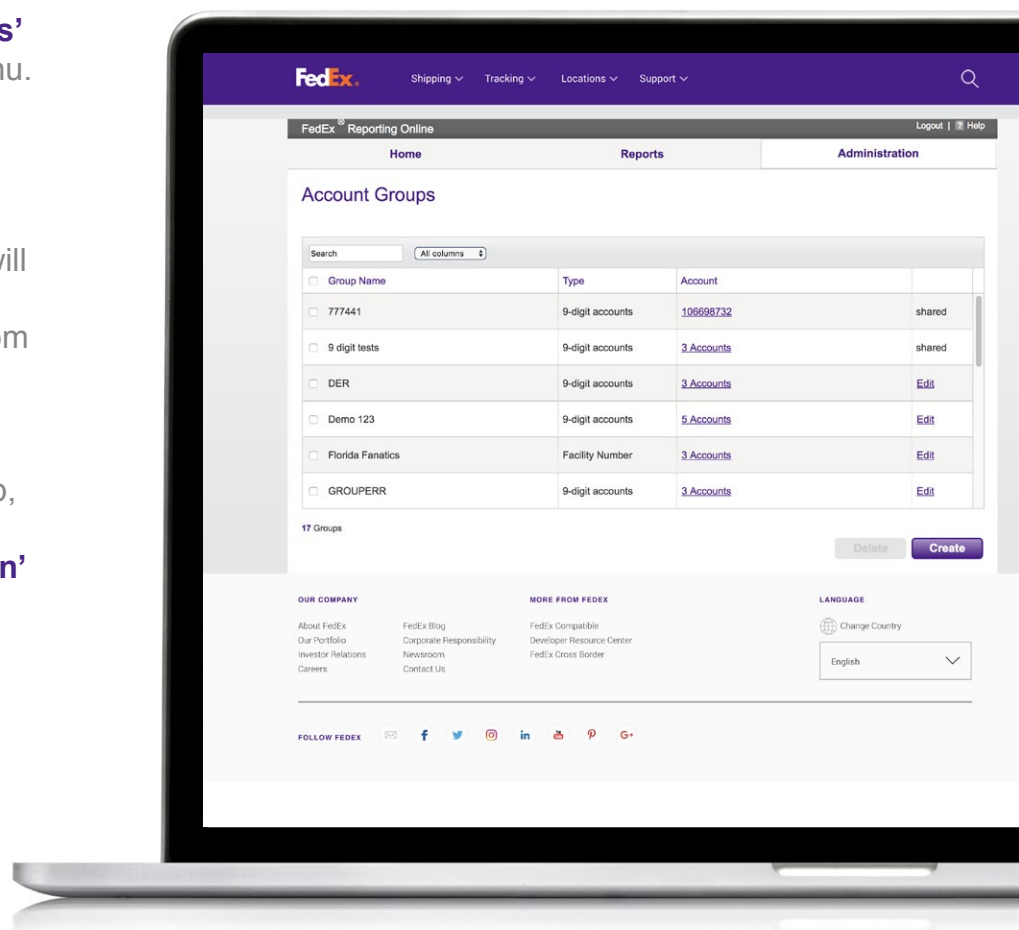 s’
nu.
will
om
o,
n’
FedEx®
Shipping Tracking Locations Support
FedEx® Reporting Online
Logout | ? Help
Home Reports Administration
Account Groups
Search All columns
Group Name Type Account
777441 9-digit accounts 106698732 shared
9 digit tests 9-digit accounts 3 Accounts shared
DER 9-digit accounts 3 Accounts Edit
Demo 123 9-digit accounts 5 Accounts Edit
Florida Fanatics Facility Number 3 Accounts Edit
GROUPERR 9-digit accounts 3 Accounts Edit
17 Groups
Delete Create
OUR COMPANY MORE FROM FEDEX LANGUAGE
About FedEx FedEx Blog FedEx Compatible Change Country
Our Portfolio Corporate Responsibility Developer Resource Center
Investor Relations Newsroom FedEx Cross Border English
Careers Contact Us
FOLLOW FEDEX f in P G+